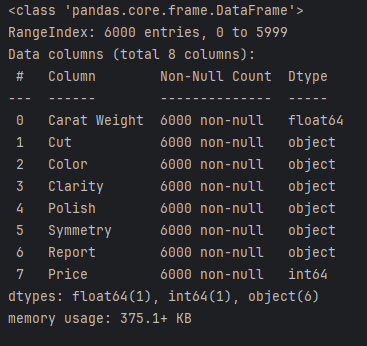 <class 'pandas.core.frame.DataFrame'>
RangeIndex: 6000 entries, 0 to 5999
Data columns (total 8 columns):
 #   Column        Non-Null Count  Dtype
---  ------        --------------  -----
 0   Carat Weight  6000 non-null   float64
 1   Cut           6000 non-null   object
 2   Color         6000 non-null   object
 3   Clarity       6000 non-null   object
 4   Polish        6000 non-null   object
 5   Symmetry      6000 non-null   object
 6   Report        6000 non-null   object
 7   Price         6000 non-null   int64
dtypes: float64(1), int64(1), object(6)
memory usage: 375.1+ KB